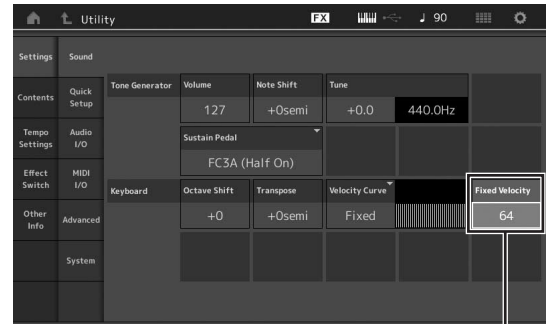 Utility FX ♩ 90
Settings Sound
Tone Generator Volume Note Shift Tune
127 +0semi +0.0 440.0Hz
Contents Quick Setup
Sustain Pedal
FC3A (Half On)
Tempo Settings Audio I/O
Effect Switch MIDI I/O
Keyboard Octave Shift Transpose Velocity Curve Fixed Velocity
+0 +0semi Fixed 64
Other Info Advanced
System